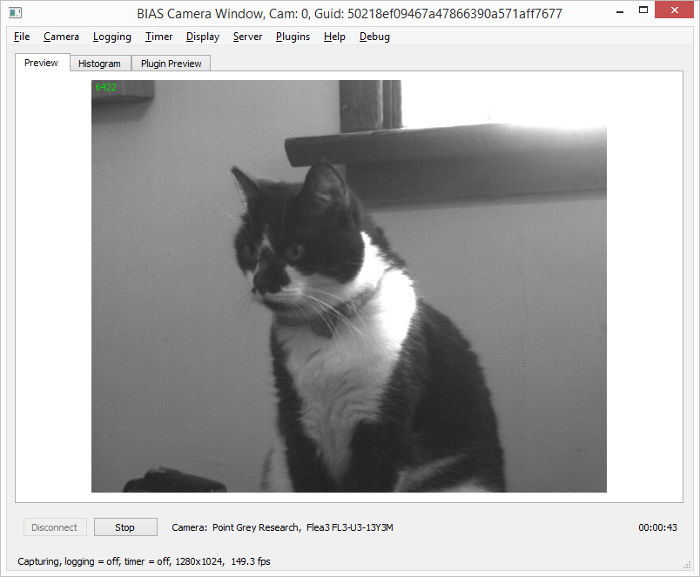 BIAS Camera Window, Cam: 0, Guid: 50218ef09467a47866390a571aff7677
File Camera Logging Timer Display Server Plugins Help Debug
Preview Histogram Plugin Preview
6422
Disconnect Stop Camera: Point Grey Research, Flea3 FL3-U3-13Y3M 00:00:43
Capturing, logging = off, timer = off, 1280x1024, 149.3 fps